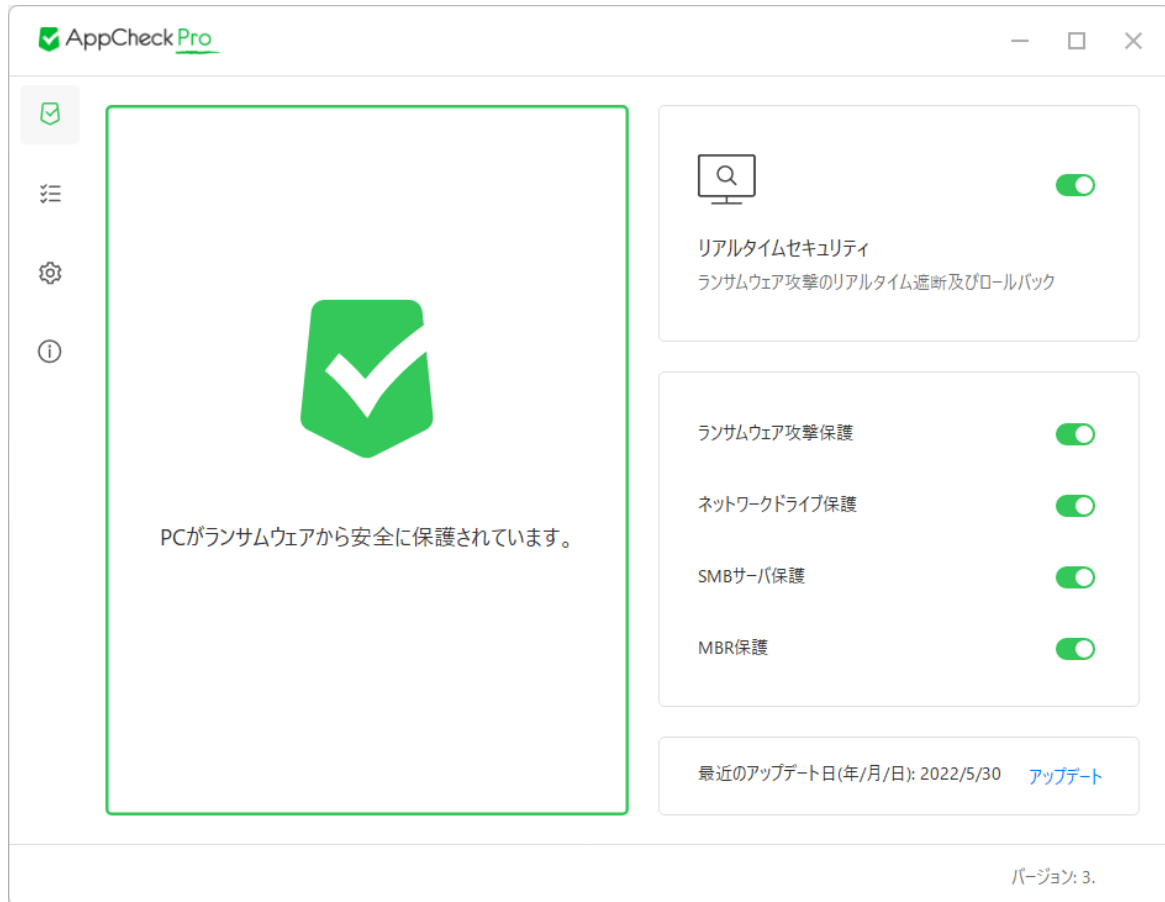 AppCheck Pro
PCがランサムウェアから安全に保護されています。
リアルタイムセキュリティ
ランサムウェア攻撃のリアルタイム遮断及びロールバック
ランサムウェア攻撃保護
ネットワークドライブ保護
SMBサーバ保護
MBR保護
最近のアップデート日(年/月/日): 2022/5/30 アップデート
バージョン: 3.